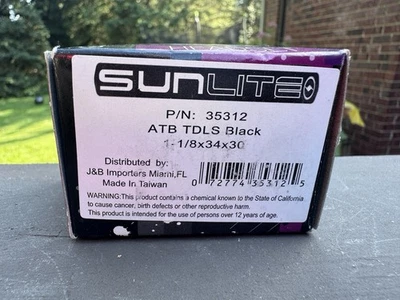 SUNLITE
P/N: 35312
ATB TDLS Black
1-1/8x34x30
Distributed by:
J&B Importers Miami,FL
Made In Taiwan
0 72774 35312 5
WARNING:This product contains a chemical known to the State of California
to cause cancer, birth defects or other reproductive harm.
This product is intended for the use of persons over 12 years of age.